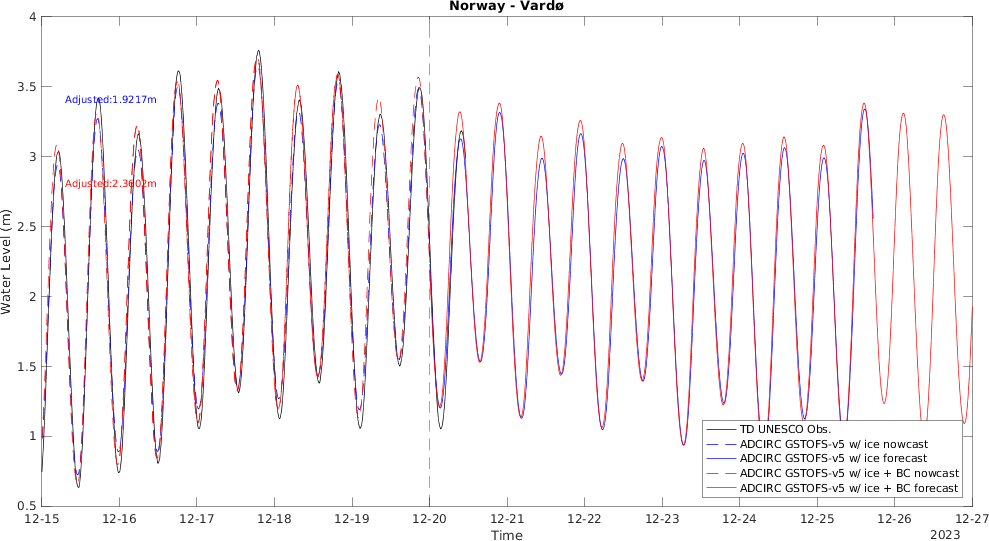 Norway - Vardø
4
3.5
3
2.5
2
1.5
1
0.5
Water Level (m)
Adjusted:1.9217m
Adjusted:2.3602m
TD UNESCO Obs.
ADCIRC GSTOFS-v5 w/ ice nowcast
ADCIRC GSTOFS-v5 w/ ice forecast
ADCIRC GSTOFS-v5 w/ ice + BC nowcast
ADCIRC GSTOFS-v5 w/ ice + BC forecast
12-15 12-16 12-17 12-18 12-19 12-20 12-21 12-22 12-23 12-24 12-25 12-26 12-27
Time
2023